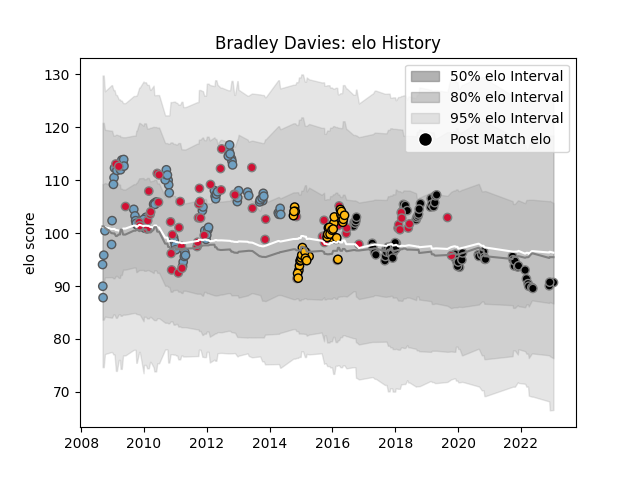 Bradley Davies: elo History
50% elo Interval
80% elo Interval
95% elo Interval
Post Match elo
elo score
130
120
110
100
90
80
70
2008
2010
2012
2014
2016
2018
2020
2022